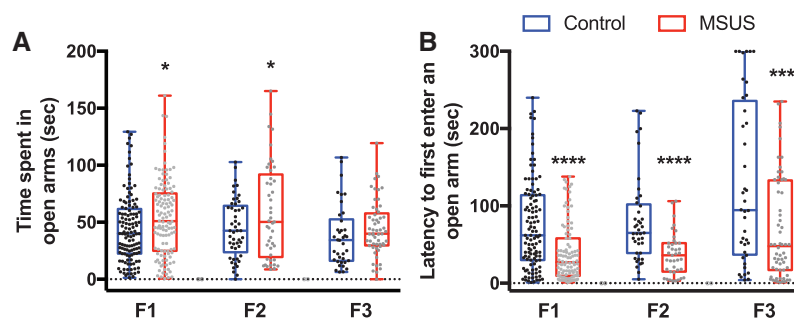 Control MSUS
A B
Time spent in
open arms (sec)
200
150
100
50
0
* *
F1 F2 F3
Latency to first enter an
open arm (sec)
300
200
100
0
**** **** ***
F1 F2 F3